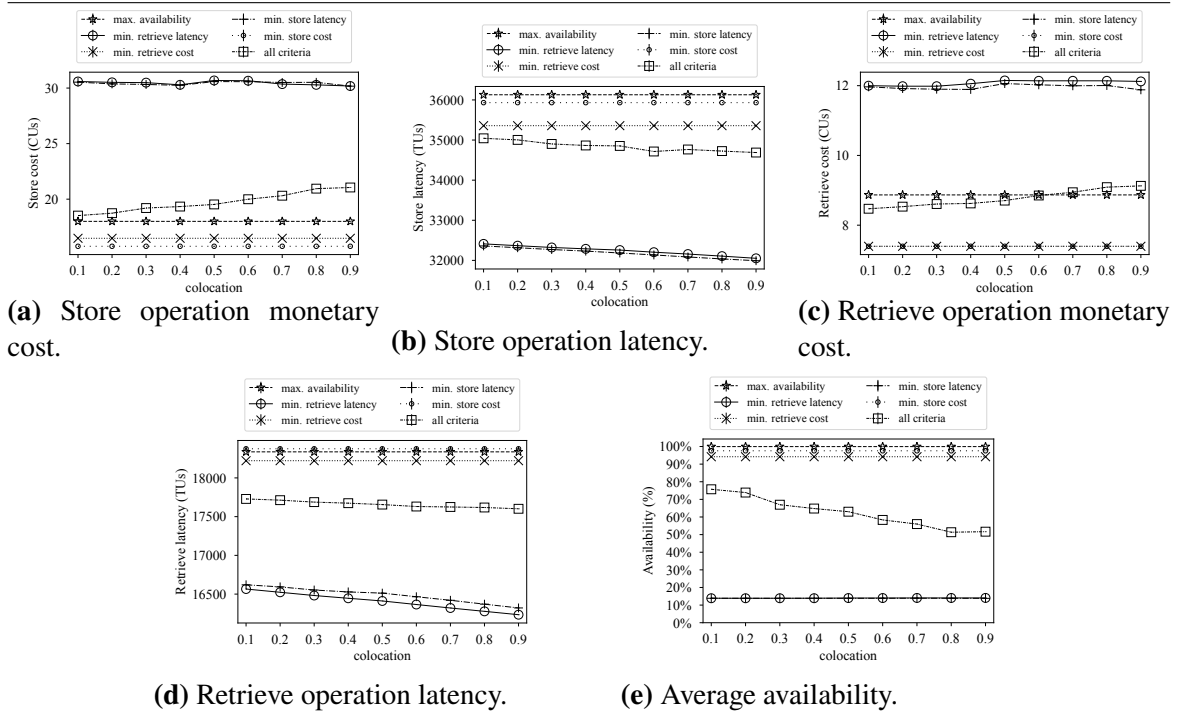 max. availability
min. retrieve latency
min. retrieve cost
min. store latency
min. store cost
all criteria
Store cost (CUs)
30
25
20
0.1 0.2 0.3 0.4 0.5 0.6 0.7 0.8 0.9
colocation
(a) Store operation monetary
cost.
max. availability
min. retrieve latency
min. retrieve cost
min. store latency
min. store cost
all criteria
Store latency (TUs)
36000
35000
34000
33000
32000
0.1 0.2 0.3 0.4 0.5 0.6 0.7 0.8 0.9
colocation
(b) Store operation latency.
max. availability
min. retrieve latency
min. retrieve cost
min. store latency
min. store cost
all criteria
Retrieve cost (CUs)
12
10
8
0.1 0.2 0.3 0.4 0.5 0.6 0.7 0.8 0.9
colocation
(c) Retrieve operation monetary
cost.
max. availability
min. retrieve latency
min. retrieve cost
min. store latency
min. store cost
all criteria
Retrieve latency (TUs)
18000
17500
17000
16500
0.1 0.2 0.3 0.4 0.5 0.6 0.7 0.8 0.9
colocation
(d) Retrieve operation latency.
max. availability
min. retrieve latency
min. retrieve cost
min. store latency
min. store cost
all criteria
Availability (%)
100%
90%
80%
70%
60%
50%
40%
30%
20%
10%
0%
0.1 0.2 0.3 0.4 0.5 0.6 0.7 0.8 0.9
colocation
(e) Average availability.